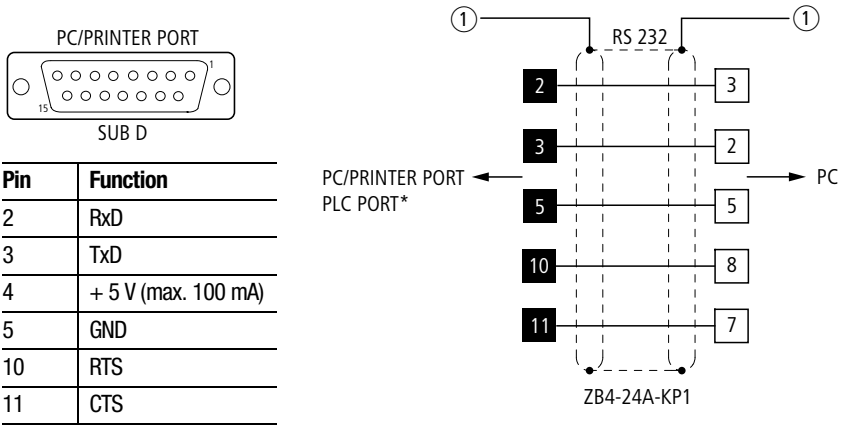 PC/PRINTER PORT
1
15
SUB D
Pin Function
2 RxD
3 TxD
4 + 5 V (max. 100 mA)
5 GND
10 RTS
11 CTS
1 1
RS 232
2 3
3 2
PC/PRINTER PORT PC
PLC PORT*
5 5
10 8
11 7
ZB4-24A-KP1